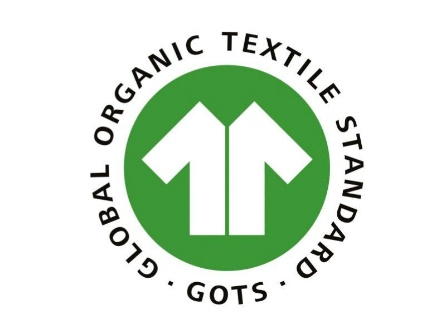 GLOBAL ORGANIC TEXTILE STANDARD
· GOTS ·